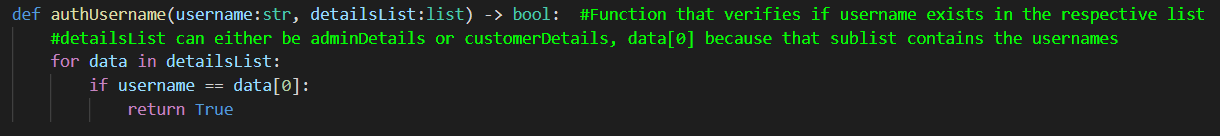 def authUsername(username:str, detailsList:list) -> bool:  #Function that verifies if username exists in the respective list
    #detailsList can either be adminDetails or customerDetails, data[0] because that sublist contains the usernames
    for data in detailsList:
        if username == data[0]:
            return True